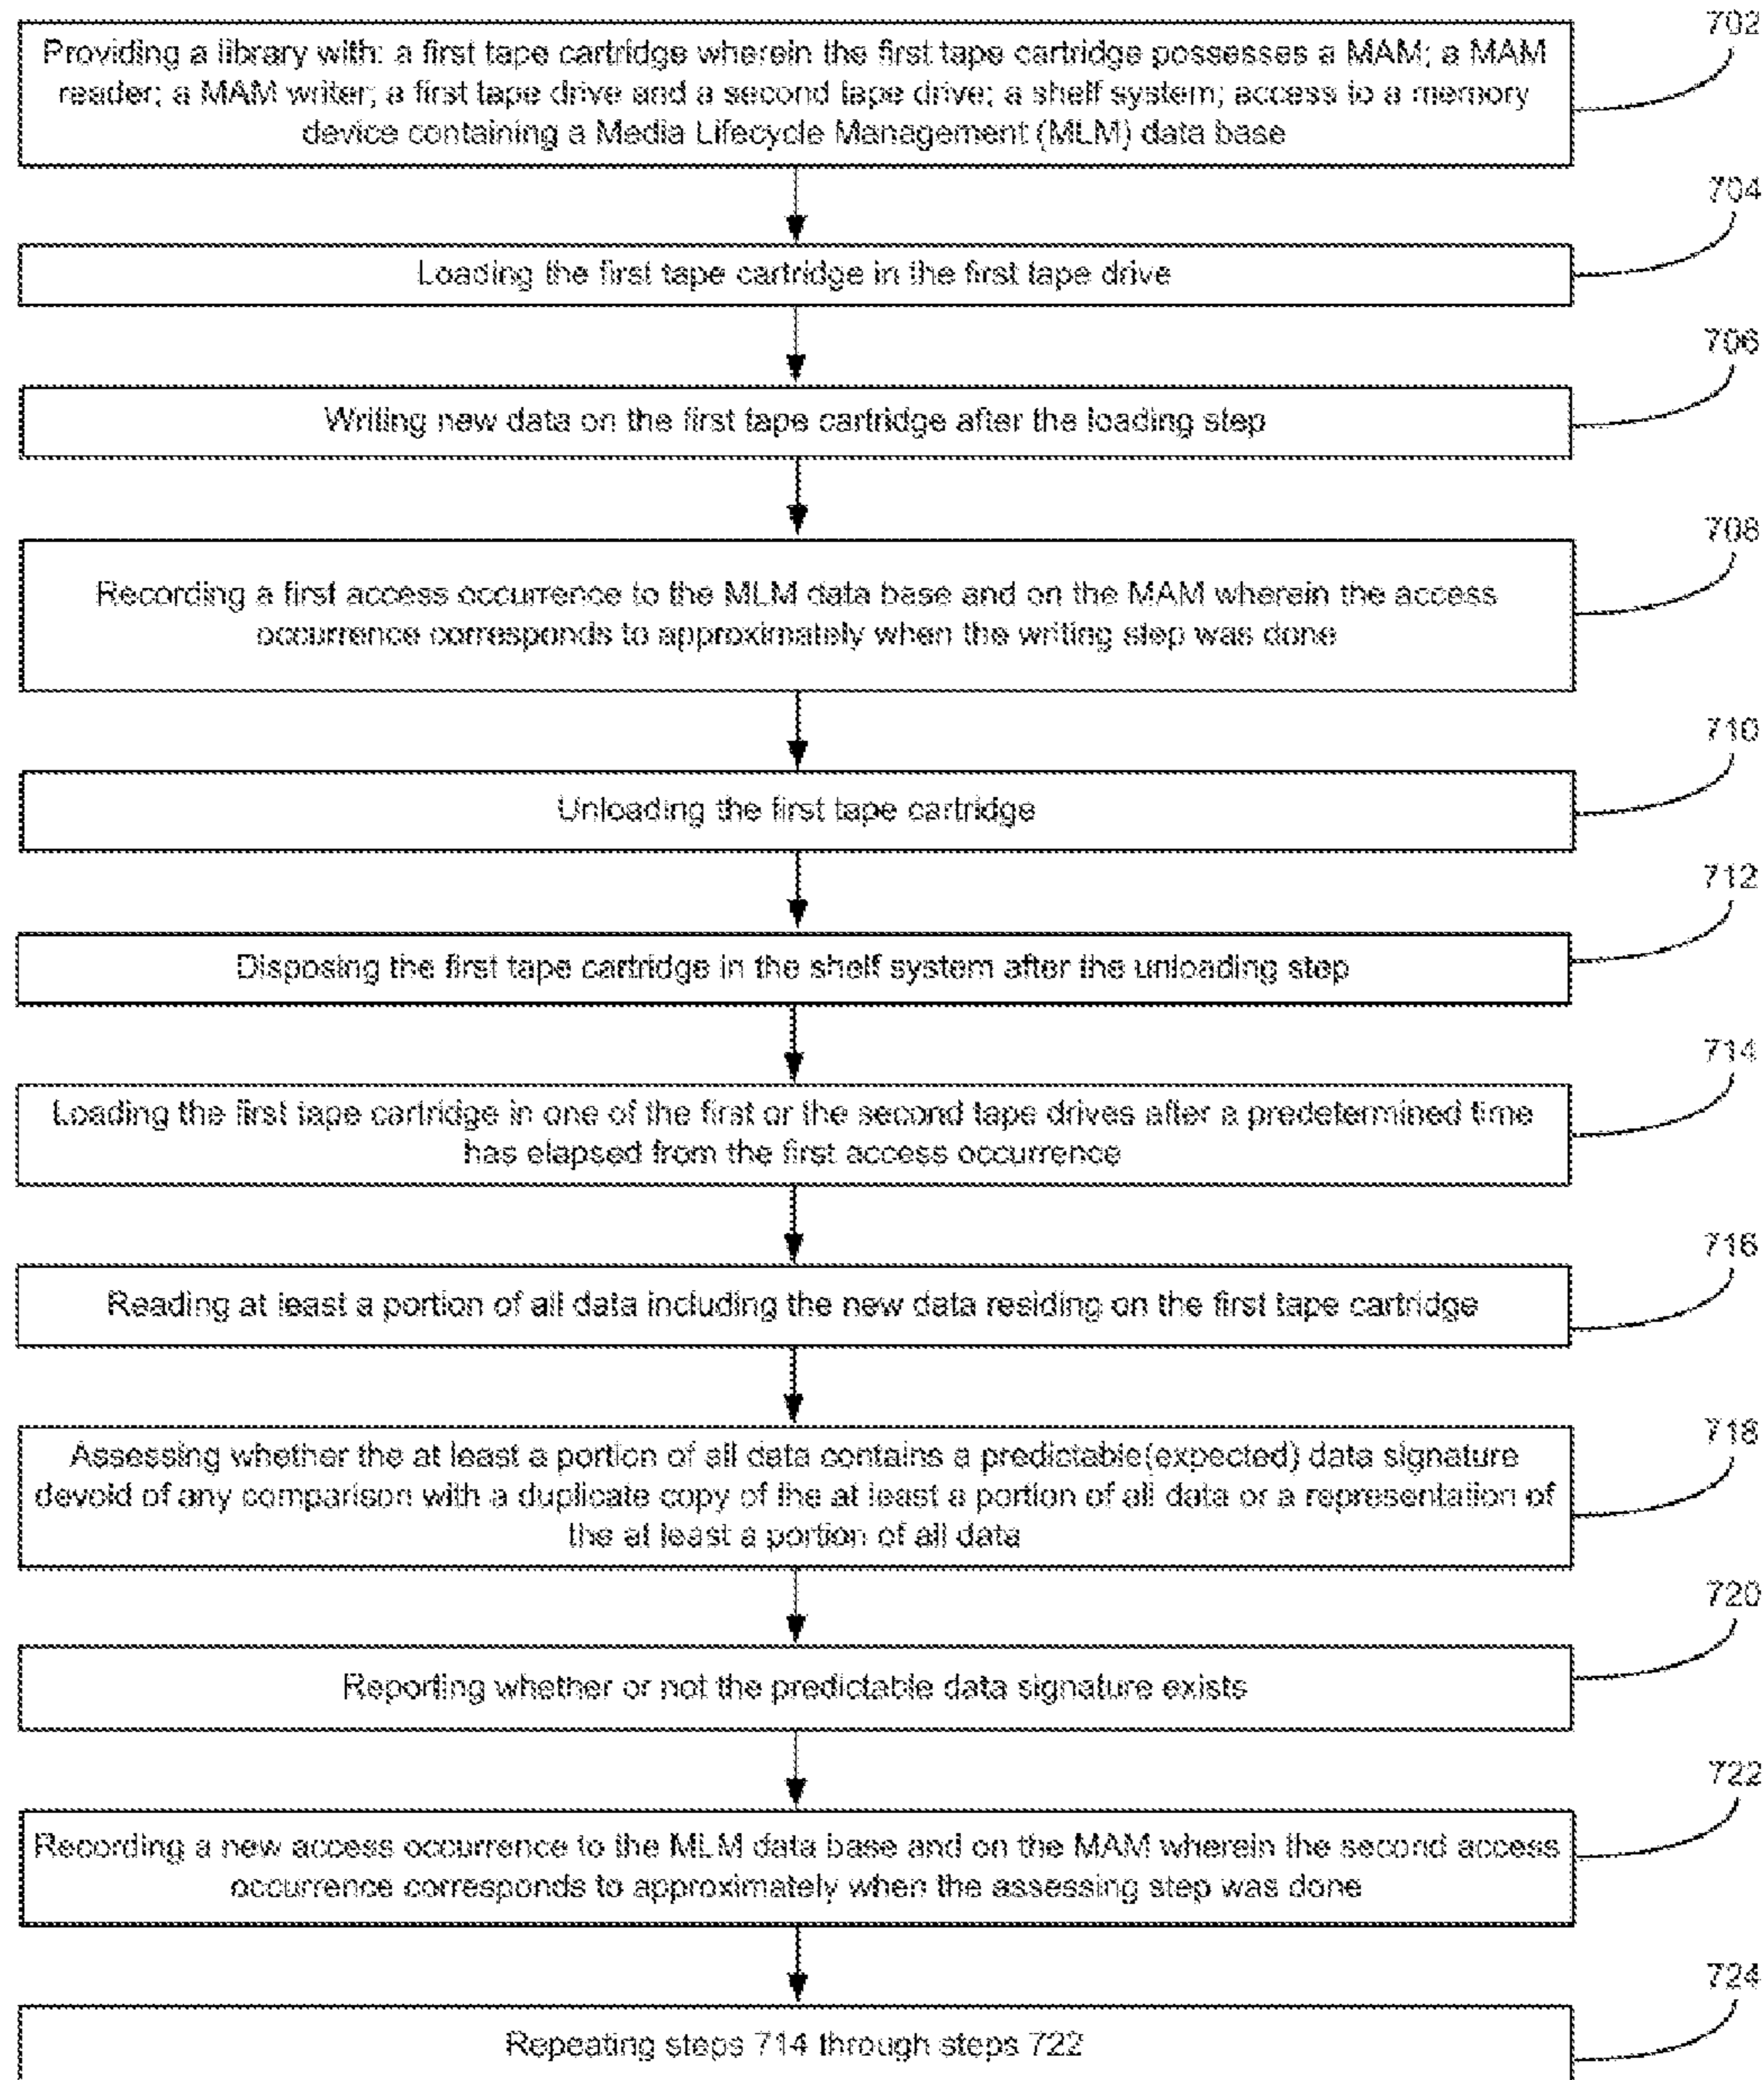 702
Providing a library with: a first tape cartridge wherein the first tape cartridge possesses a MAM; a MAM
reader; a MAM writer; a first tape drive and a second tape drive; a shelf system; access to a memory
device containing a Media Lifecycle Management (MLM) data base
704
Loading the first tape cartridge in the first tape drive
706
Writing new data on the first tape cartridge after the loading step
708
Recording a first access occurrence to the MLM data base and on the MAM wherein the access
occurrence corresponds to approximately when the writing step was done
710
Unloading the first tape cartridge
712
Disposing the first tape cartridge in the shelf system after the unloading step
714
Loading the first tape cartridge in one of the first or the second tape drives after a predetermined time
has elapsed from the first access occurrence
716
Reading at least a portion of all data including the new data residing on the first tape cartridge
718
Assessing whether the at least a portion of all data contains a predictable(expected) data signature
devoid of any comparison with a duplicate copy of the at least a portion of all data or a representation of
the at least a portion of all data
720
Reporting whether or not the predictable data signature exists
722
Recording a new access occurrence to the MLM data base and on the MAM wherein the second access
occurrence corresponds to approximately when the assessing step was done
724
Repeating steps 714 through steps 722